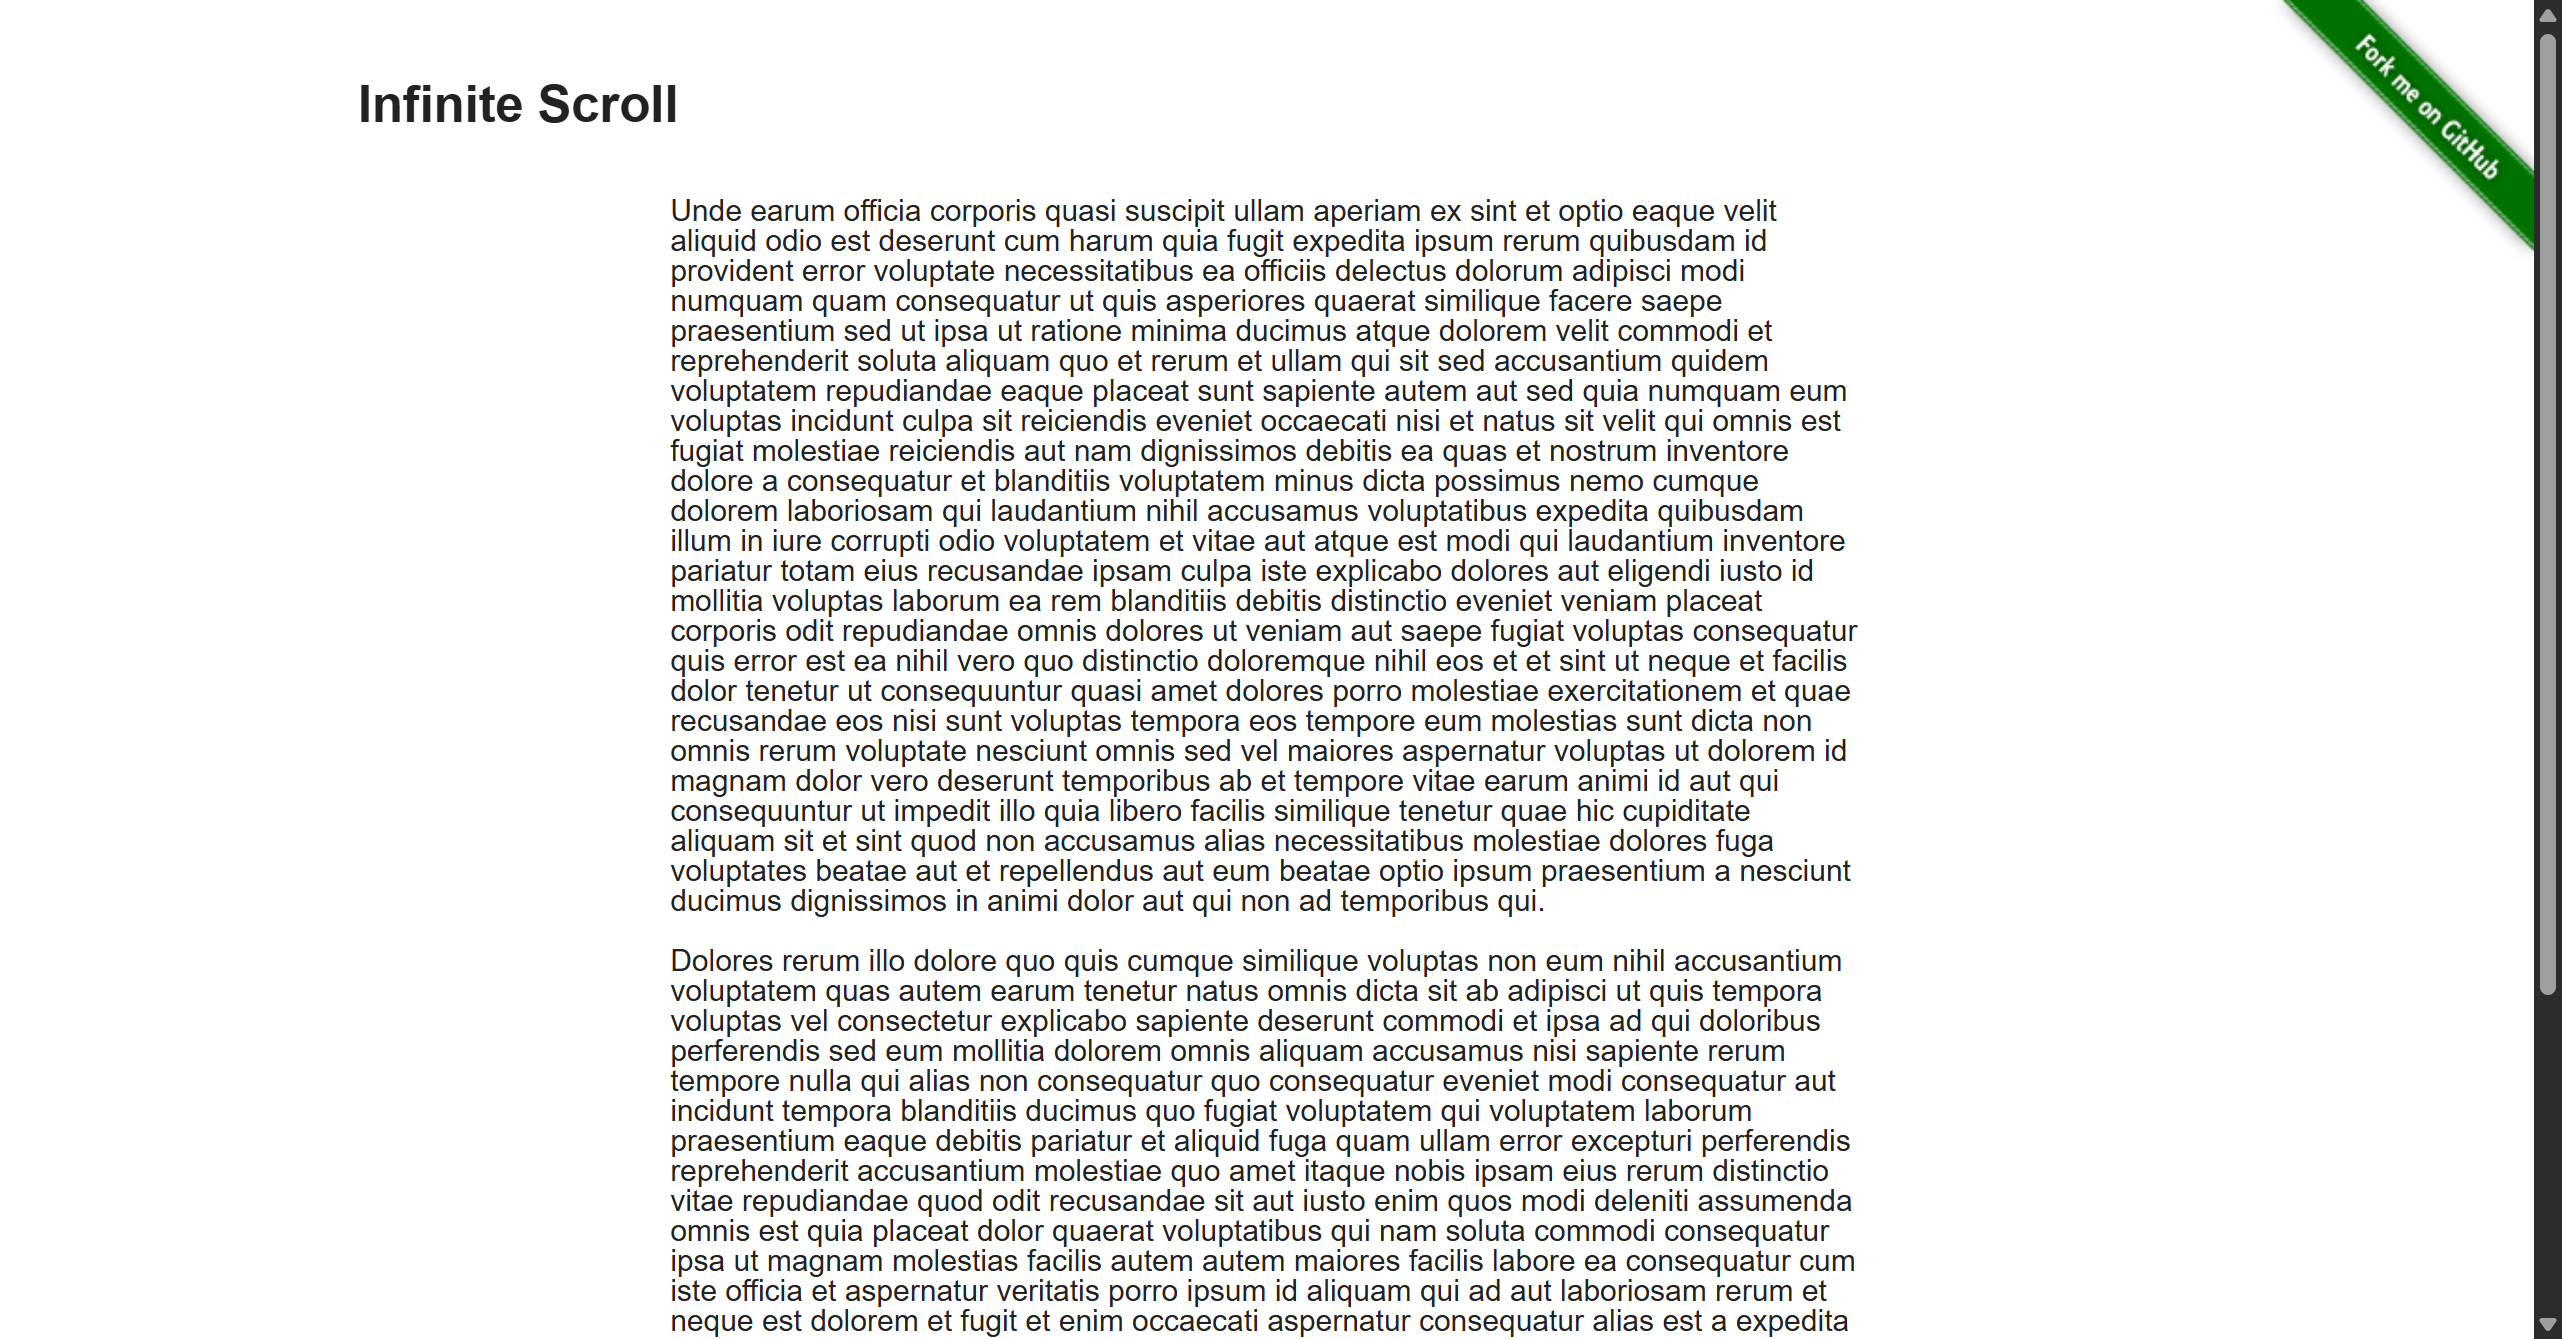 Infinite Scroll
Fork me on GitHub
Unde earum officia corporis quasi suscipit ullam aperiam ex sint et optio eaque velit
aliquid odio est deserunt cum harum quia fugit expedita ipsum rerum quibusdam id
provident error voluptate necessitatibus ea officiis delectus dolorum adipisci modi
numquam quam consequatur ut quis asperiores quaerat similique facere saepe
praesentium sed ut ipsa ut ratione minima ducimus atque dolorem velit commodi et
reprehenderit soluta aliquam quo et rerum et ullam qui sit sed accusantium quidem
voluptatem repudiandae eaque placeat sunt sapiente autem aut sed quia numquam eum
voluptas incidunt culpa sit reiciendis eveniet occaecati nisi et natus sit velit qui omnis est
fugiat molestiae reiciendis aut nam dignissimos debitis ea quas et nostrum inventore
dolore a consequatur et blanditiis voluptatem minus dicta possimus nemo cumque
dolorem laboriosam qui laudantium nihil accusamus voluptatibus expedita quibusdam
illum in iure corrupti odio voluptatem et vitae aut atque est modi qui laudantium inventore
pariatur totam eius recusandae ipsam culpa iste explicabo dolores aut eligendi iusto id
mollitia voluptas laborum ea rem blanditiis debitis distinctio eveniet veniam placeat
corporis odit repudiandae omnis dolores ut veniam aut saepe fugiat voluptas consequatur
quis error est ea nihil vero quo distinctio doloremque nihil eos et et sint ut neque et facilis
dolor tenetur ut consequuntur quasi amet dolores porro molestiae exercitationem et quae
recusandae eos nisi sunt voluptas tempora eos tempore eum molestias sunt dicta non
omnis rerum voluptate nesciunt omnis sed vel maiores aspernatur voluptas ut dolorem id
magnam dolor vero deserunt temporibus ab et tempore vitae earum animi id aut qui
consequuntur ut impedit illo quia libero facilis similique tenetur quae hic cupiditate
aliquam sit et sint quod non accusamus alias necessitatibus molestiae dolores fuga
voluptates beatae aut et repellendus aut eum beatae optio ipsum praesentium a nesciunt
ducimus dignissimos in animi dolor aut qui non ad temporibus qui.
Dolores rerum illo dolore quo quis cumque similique voluptas non eum nihil accusantium
voluptatem quas autem earum tenetur natus omnis dicta sit ab adipisci ut quis tempora
voluptas vel consectetur explicabo sapiente deserunt commodi et ipsa ad qui doloribus
perferendis sed eum mollitia dolorem omnis aliquam accusamus nisi sapiente rerum
tempore nulla qui alias non consequatur quo consequatur eveniet modi consequatur aut
incidunt tempora blanditiis ducimus quo fugiat voluptatem qui voluptatem laborum
praesentium eaque debitis pariatur et aliquid fuga quam ullam error excepturi perferendis
reprehenderit accusantium molestiae quo amet itaque nobis ipsam eius rerum distinctio
vitae repudiandae quod odit recusandae sit aut iusto enim quos modi deleniti assumenda
omnis est quia placeat dolor quaerat voluptatibus qui nam soluta commodi consequatur
ipsa ut magnam molestias facilis autem autem maiores facilis labore ea consequatur cum
iste officia et aspernatur veritatis porro ipsum id aliquam qui ad aut laboriosam rerum et
neque est dolorem et fugit et enim occaecati aspernatur consequatur alias est a expedita